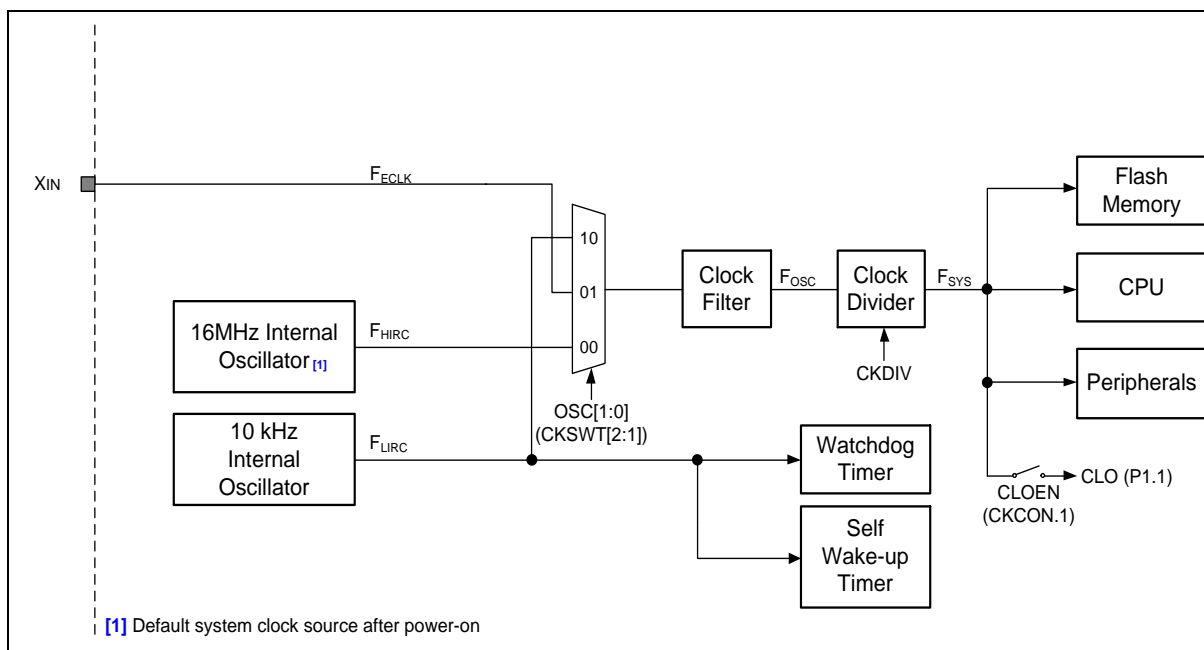 XIN
FECLK
10
01
00
16MHz Internal
Oscillator [1]
FHIRC
10 kHz
Internal
Oscillator
FLIRC
OSC[1:0]
(CKSWT[2:1])
Clock
Filter
FOSC
Clock
Divider
CKDIV
FSYS
Flash
Memory
CPU
Peripherals
CLOEN
(CKCON.1)
CLO (P1.1)
Watchdog
Timer
Self
Wake-up
Timer
[1] Default system clock source after power-on